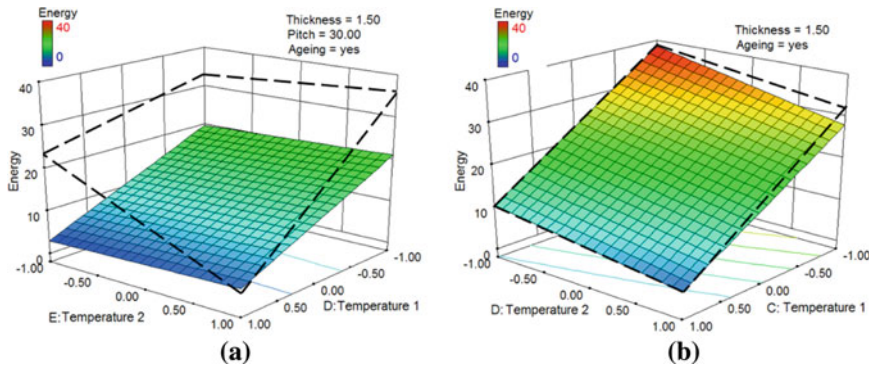 Energy
40
0
Thickness = 1.50
Pitch = 30.00
Ageing = yes
40
30
20
10
0
Energy
-1.00
-0.50
0.00
0.50
1.00
E:Temperature 2
1.00
0.50
0.00
-0.50
-1.00
D:Temperature 1
(a)
Energy
40
0
Thickness = 1.50
Ageing = yes
40
30
20
10
0
Energy
-1.00
-0.50
0.00
0.50
1.00
D: Temperature 2
1.00
0.50
0.00
-0.50
-1.00
C: Temperature 1
(b)